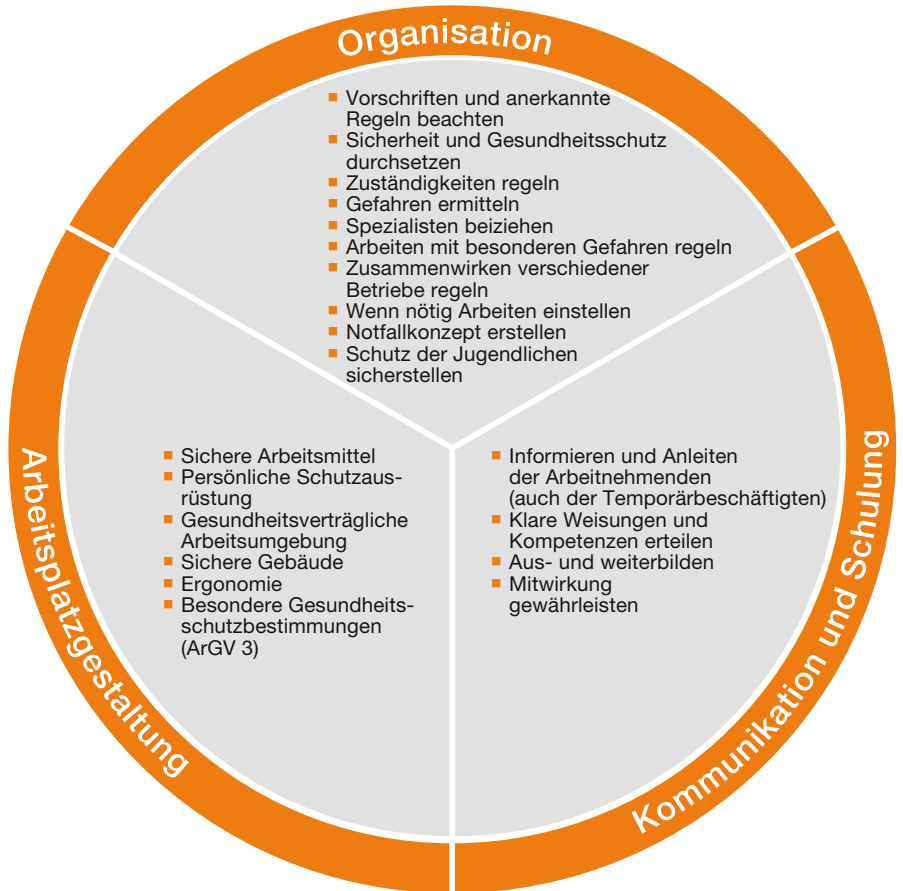 Organisation
Vorschriften und anerkannte
Regeln beachten
Sicherheit und Gesundheitsschutz
durchsetzen
Zuständigkeiten regeln
Gefahren ermitteln
Spezialisten beiziehen
Arbeiten mit besonderen Gefahren regeln
Zusammenwirken verschiedener
Betriebe regeln
Wenn nötig Arbeiten einstellen
Notfallkonzept erstellen
Schutz der Jugendlichen
sicherstellen
Arbeitsplatzgestaltung
Sichere Arbeitsmittel
Persönliche Schutzaus-
rüstung
Gesundheitsverträgliche
Arbeitsumgebung
Sichere Gebäude
Ergonomie
Besondere Gesundheits-
schutzbestimmungen
(ArGV 3)
Kommunikation und Schulung
Informieren und Anleiten
der Arbeitnehmenden
(auch der Temporärbeschäftigten)
Klare Weisungen und
Kompetenzen erteilen
Aus- und weiterbilden
Mitwirkung
gewährleisten